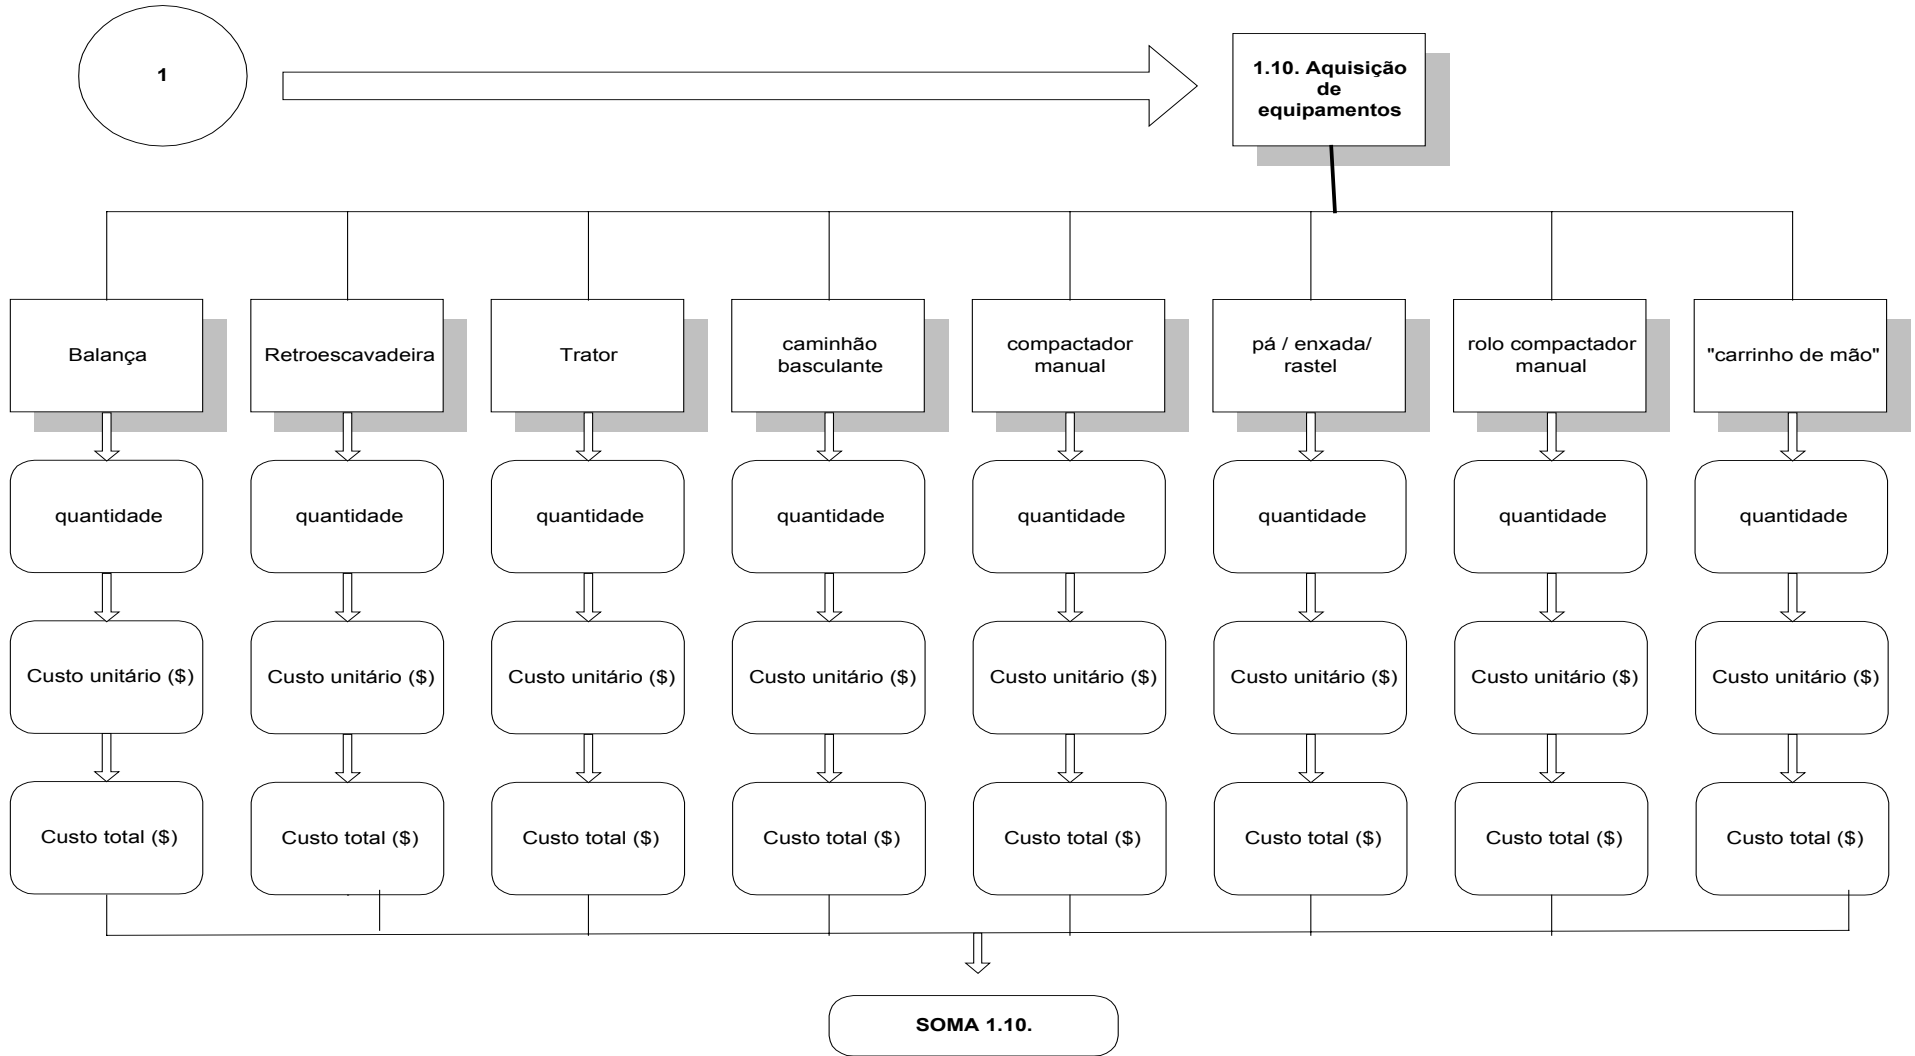 1
1.10. Aquisição
de
equipamentos
Balança
Retroescavadeira
Trator
caminhão
basculante
compactador
manual
pá / enxada/
rastel
rolo compactador
manual
"carrinho de mão"
quantidade
quantidade
quantidade
quantidade
quantidade
quantidade
quantidade
quantidade
Custo unitário ($)
Custo unitário ($)
Custo unitário ($)
Custo unitário ($)
Custo unitário ($)
Custo unitário ($)
Custo unitário ($)
Custo unitário ($)
Custo total ($)
Custo total ($)
Custo total ($)
Custo total ($)
Custo total ($)
Custo total ($)
Custo total ($)
Custo total ($)
SOMA 1.10.